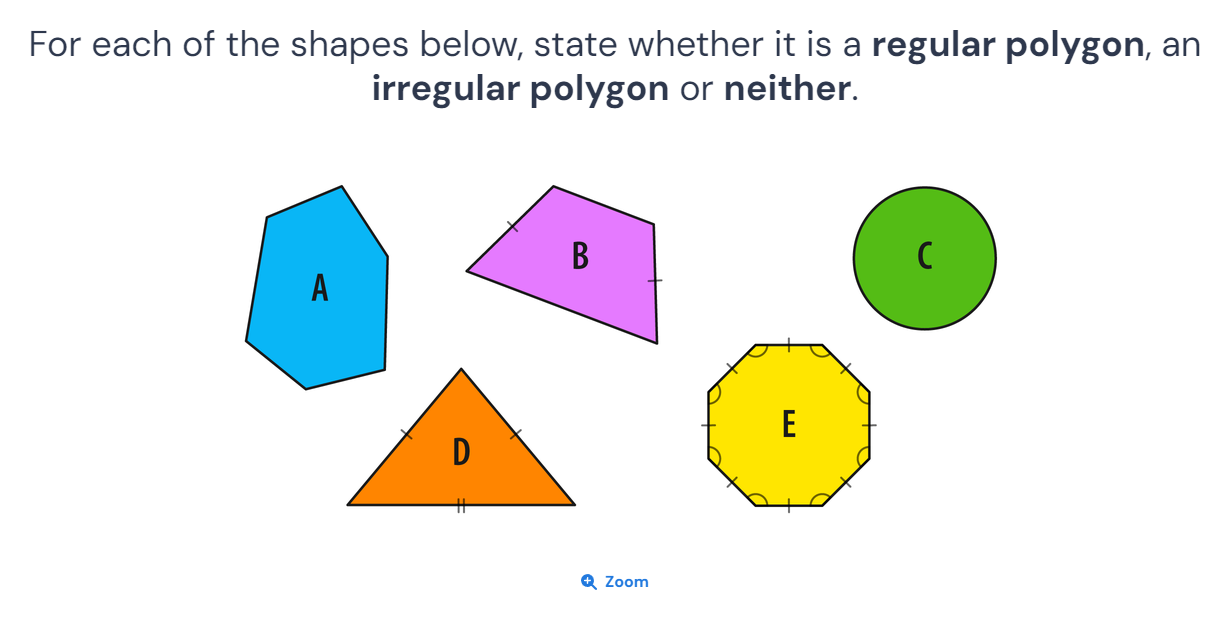 For each of the shapes below, state whether it is a regular polygon, an
irregular polygon or neither.
A
B
C
D
E
Zoom